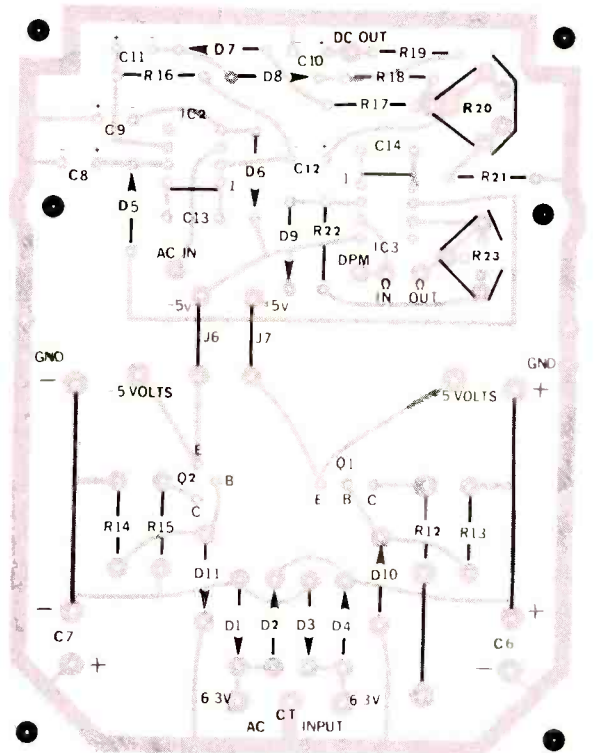 DC OUT
C11 D7 C10 R19
R16 D8 R18
R17 R20
IC2
C9
C14
C8 D6 C12
1 1 R21
D5 C13 D9 R22
IC3 R23
AC IN DPM
Ω IN Ω OUT
-5v +5v
J6 J7
GND GND
- +
5 VOLTS 5 VOLTS
E
Q2 B Q1
C E B C
R14 R15 R12 R13
D11 D10
- D1 D2 D3 D4 +
C7 C6
+ -
6 3V 6 3V
AC CT INPUT